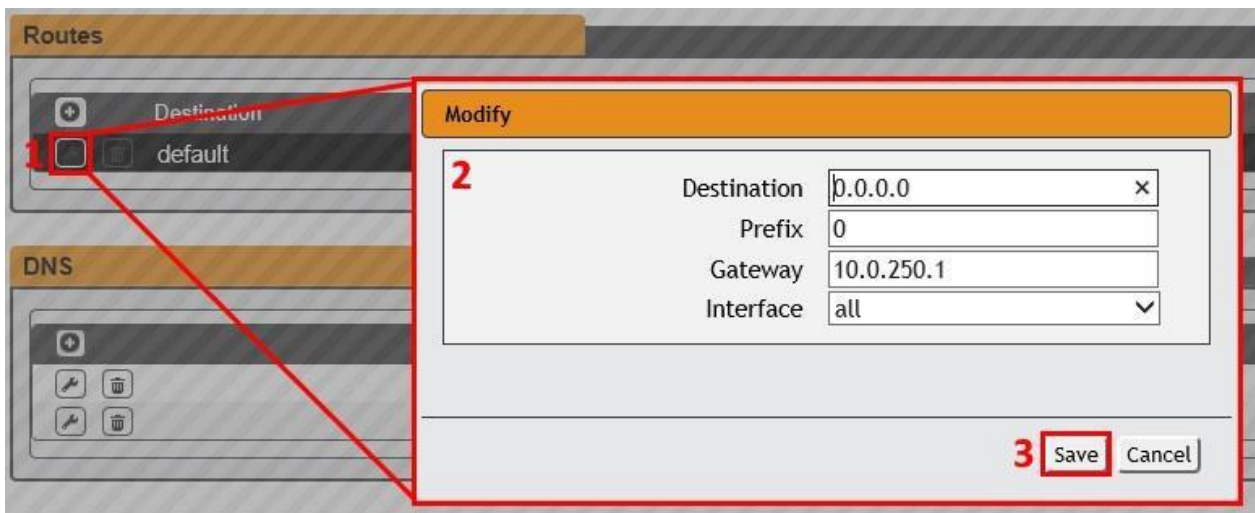 Routes
Destination
1 default
DNS
Modify
2
Destination 0.0.0.0 ×
Prefix 0
Gateway 10.0.250.1
Interface all
3 Save Cancel